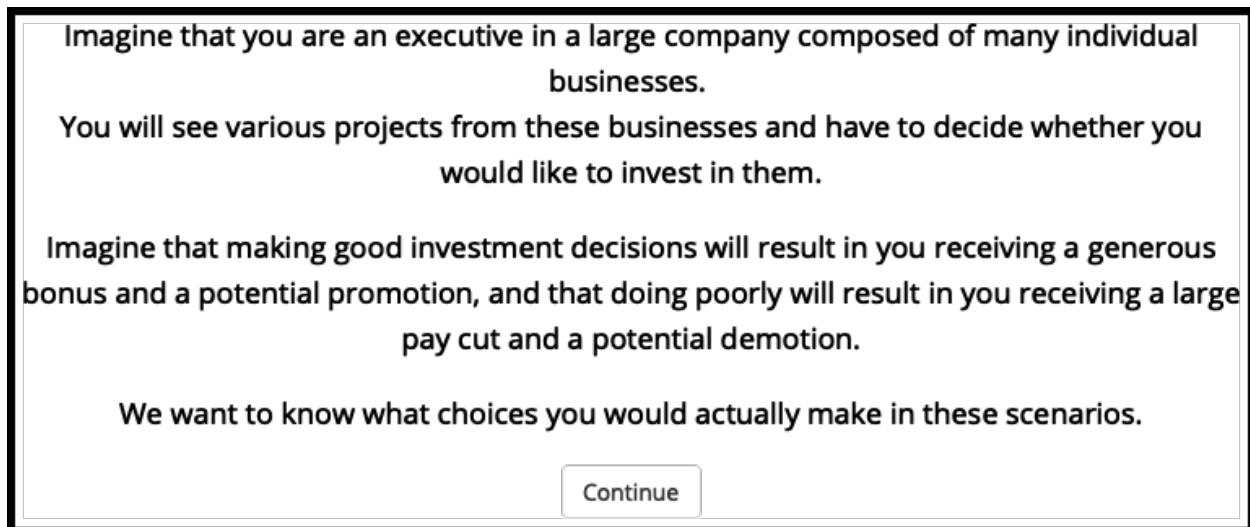 Imagine that you are an executive in a large company composed of many individual
businesses.
You will see various projects from these businesses and have to decide whether you
would like to invest in them.
Imagine that making good investment decisions will result in you receiving a generous
bonus and a potential promotion, and that doing poorly will result in you receiving a large
pay cut and a potential demotion.
We want to know what choices you would actually make in these scenarios.
Continue